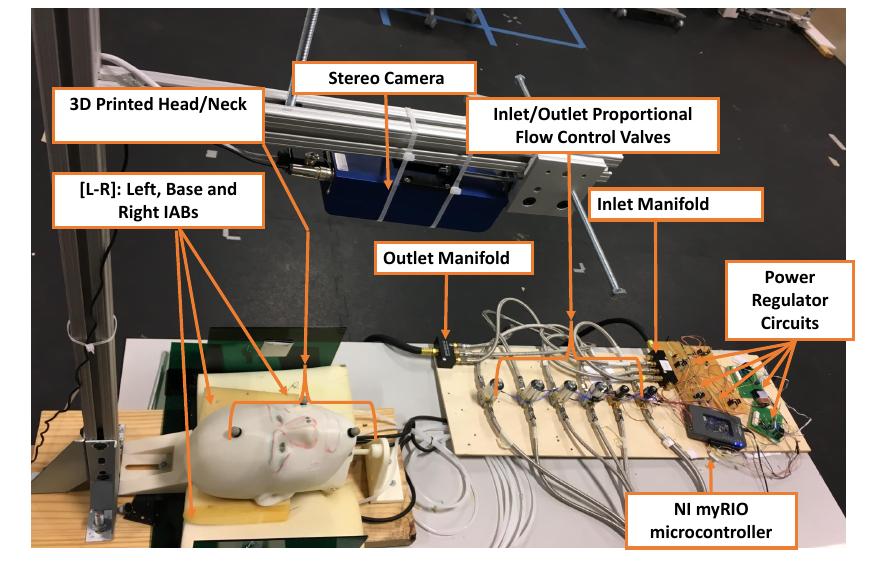 Stereo Camera
3D Printed Head/Neck
Inlet/Outlet Proportional
Flow Control Valves
[L-R]: Left, Base and
Right IABs
Inlet Manifold
Outlet Manifold
Power
Regulator
Circuits
NI myRIO
microcontroller